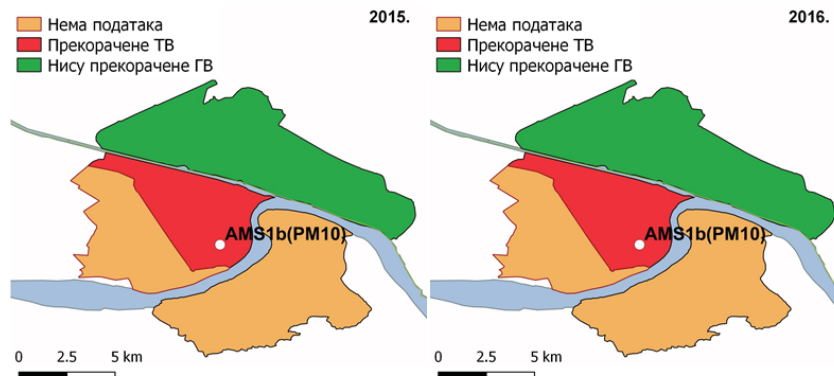 2015.
Нема података
Прекорачене ТВ
Нису прекорачене ГВ
AMS1b(PM10)
0 2.5 5 km
2016.
Нема података
Прекорачене ТВ
Нису прекорачене ГВ
AMS1b(PM10)
0 2.5 5 km